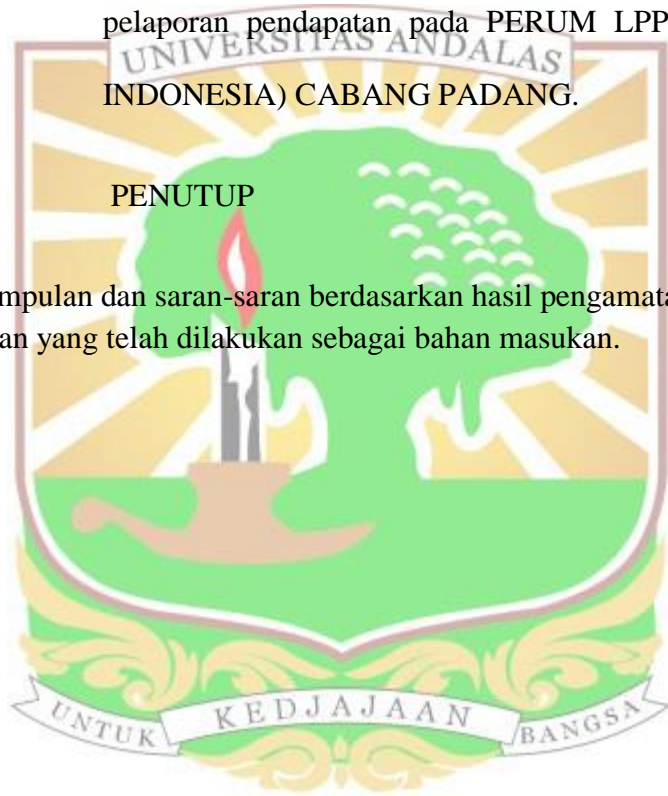 pelaporan pendapatan pada PERUM LPP
UNIVERSITAS ANDALAS
INDONESIA) CABANG PADANG.
PENUTUP
mpulan dan saran-saran berdasarkan hasil pengamata
an yang telah dilakukan sebagai bahan masukan.
UNTUK KEDJAJAAN BANGSA